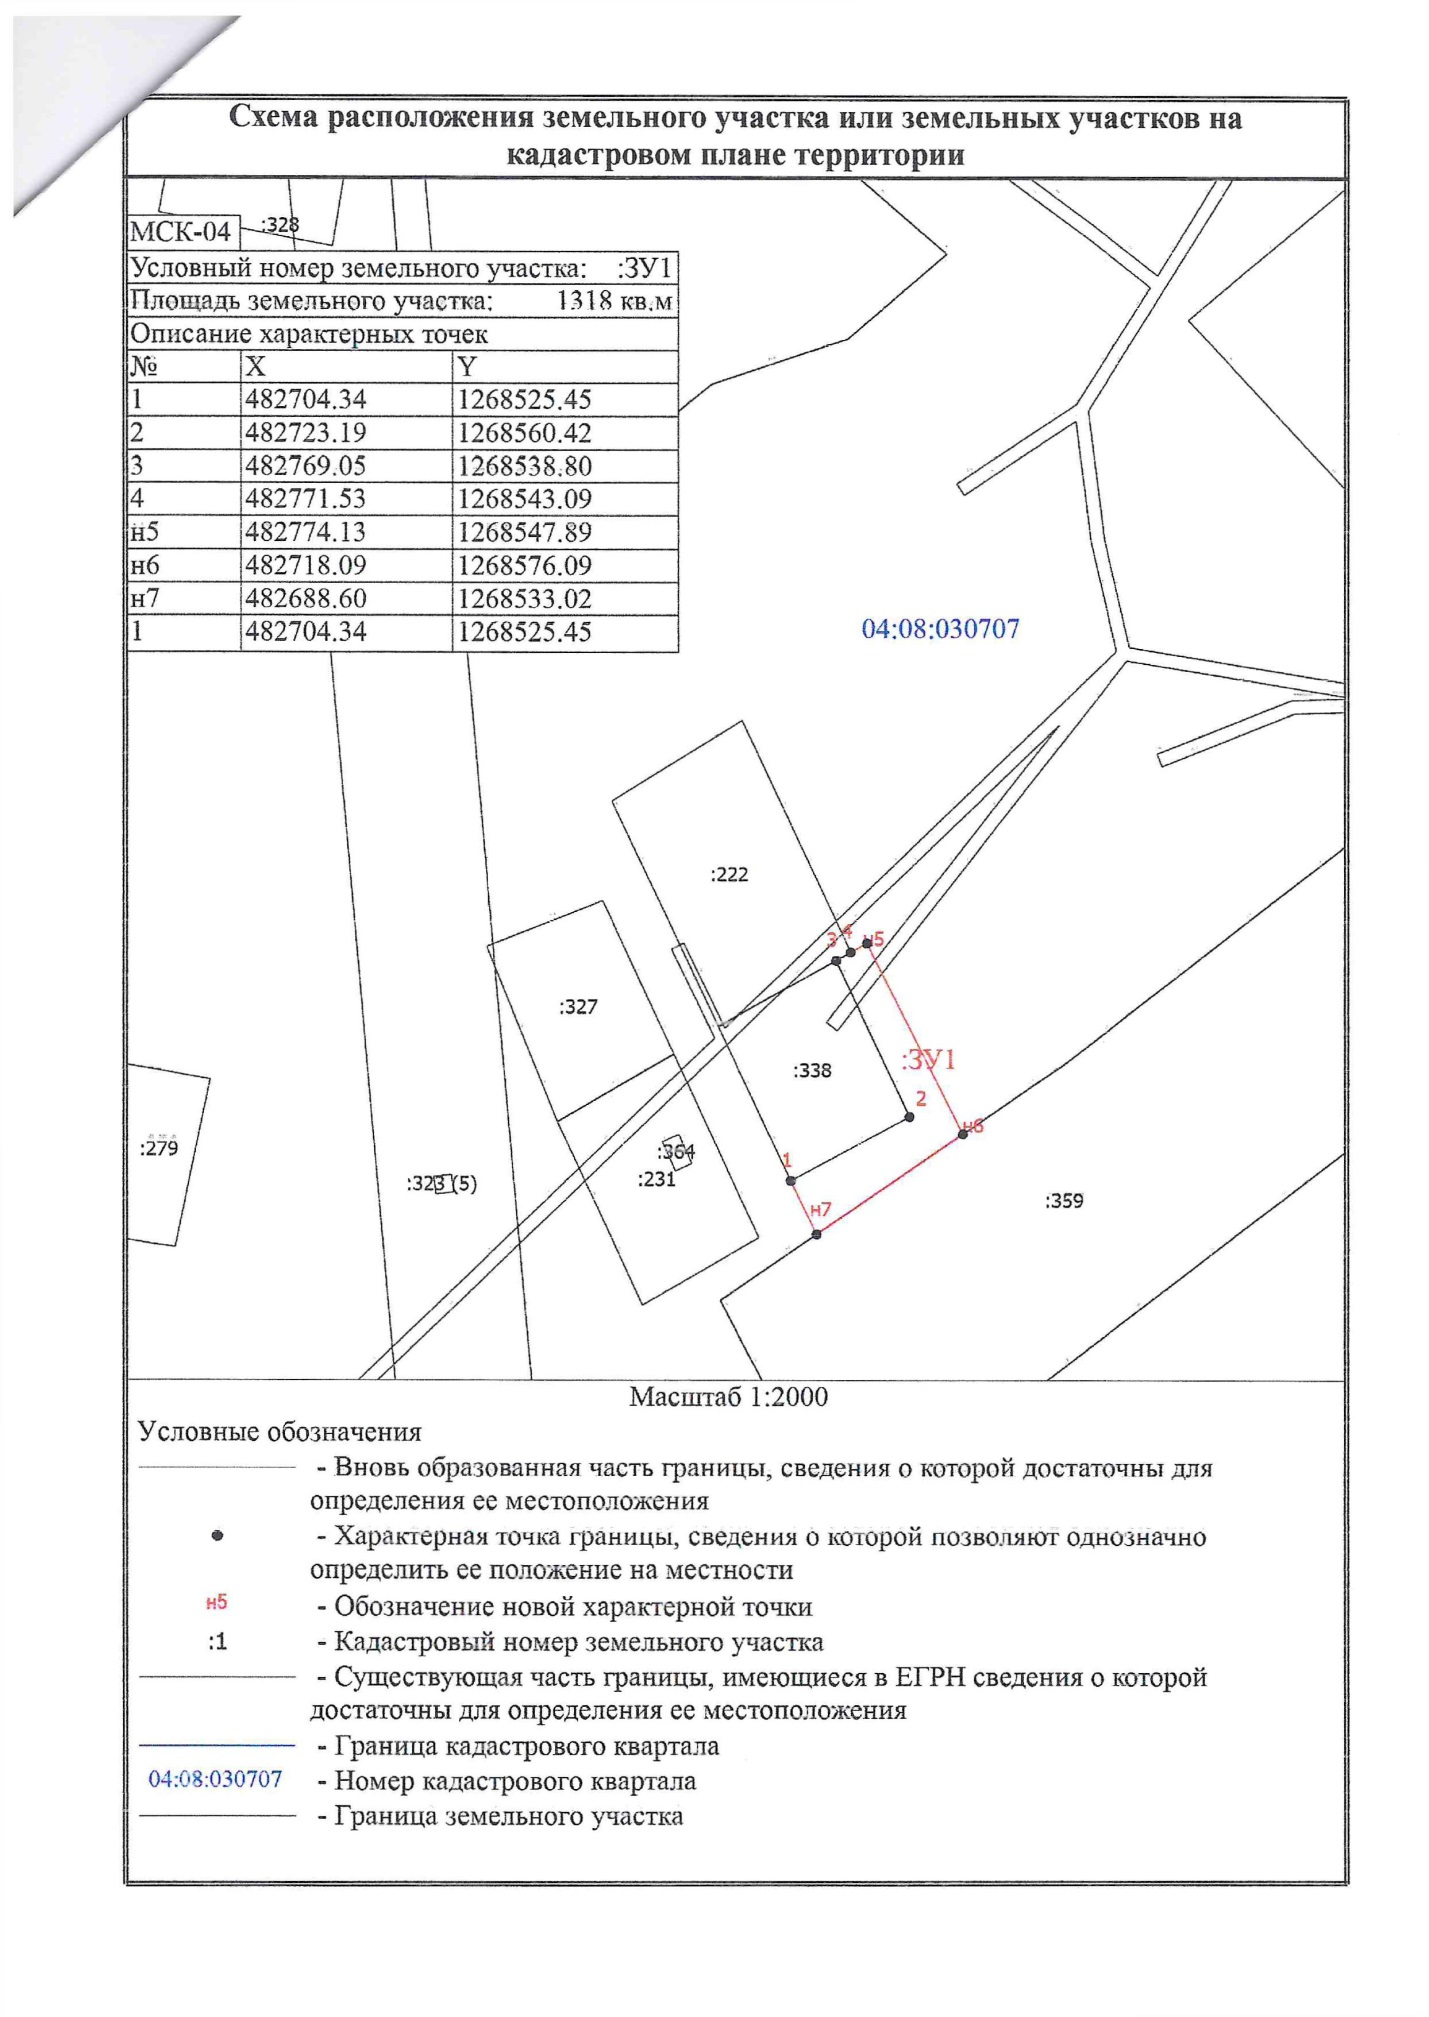 Схема расположения земельного участка или земельных участков на
кадастровом плане территории
:328
МСК-04
Условный номер земельного участка: :ЗУ1
Площадь земельного участка: 1318 кв.м
Описание характерных точек
№ X Y
1 482704.34 1268525.45
2 482723.19 1268560.42
3 482769.05 1268538.80
4 482771.53 1268543.09
н5 482774.13 1268547.89
н6 482718.09 1268576.09
н7 482688.60 1268533.02
1 482704.34 1268525.45
04:08:030707
:222
3 4 н5
:327
:338
:ЗУ1
2
н6
:279
:364
1
:323 (5)
:231
:359
н7
Масштаб 1:2000
Условные обозначения
- Вновь образованная часть границы, сведения о которой достаточны для
определения ее местоположения
- Характерная точка границы, сведения о которой позволяют однозначно
определить ее положение на местности
н5 - Обозначение новой характерной точки
:1 - Кадастровый номер земельного участка
- Существующая часть границы, имеющиеся в ЕГРН сведения о которой
достаточны для определения ее местоположения
- Граница кадастрового квартала
04:08:030707 - Номер кадастрового квартала
- Граница земельного участка